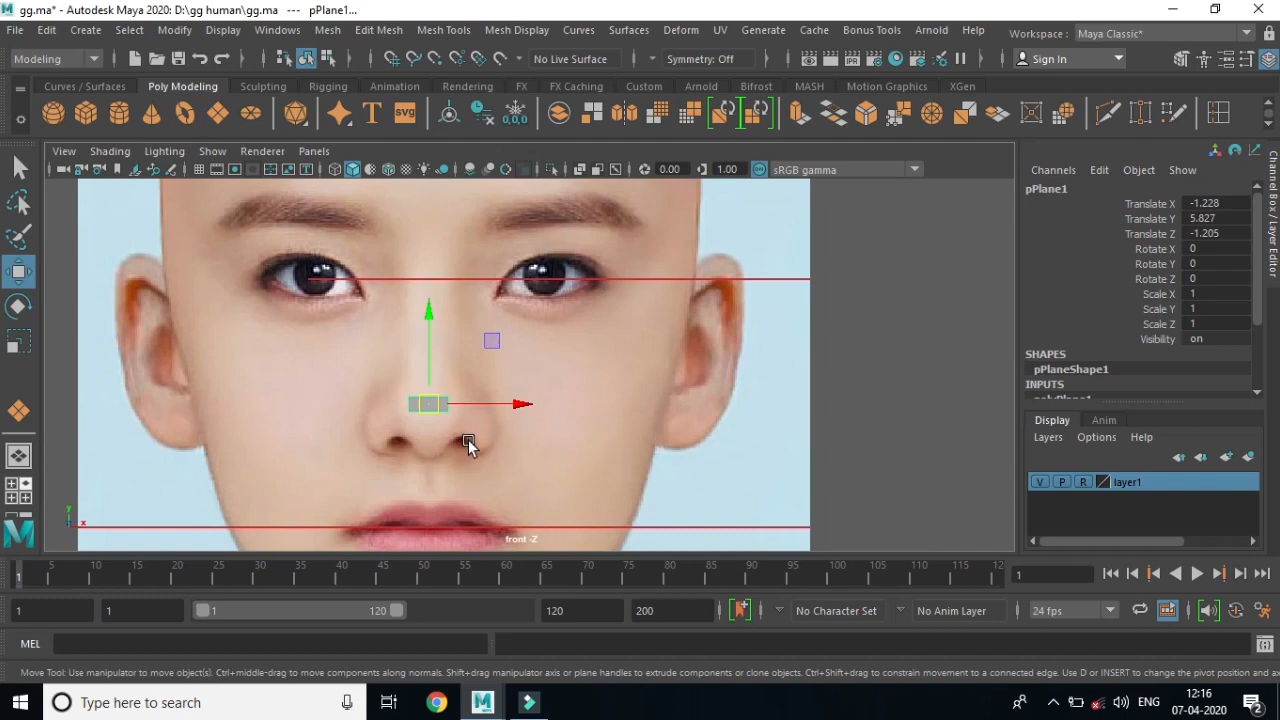 gg.ma* - Autodesk Maya 2020: D:\gg human\gg.ma --- pPlane1...
File Edit Create Select Modify Display Windows Mesh Edit Mesh Mesh Tools Mesh Display Curves Surfaces Deform UV Generate Cache Bonus Tools Arnold Help Workspace : Maya Classic*
Modeling No Live Surface Symmetry: Off Sign In
Curves / Surfaces Poly Modeling Sculpting Rigging Animation Rendering FX FX Caching Custom Arnold Bifrost MASH Motion Graphics XGen
T SVG 0,0,0
View Shading Lighting Show Renderer Panels
0.00 1.00 sRGB gamma
Channels Edit Object Show
pPlane1
Translate X -1.228
Translate Y 5.827
Translate Z -1.205
Rotate X 0
Rotate Y 0
Rotate Z 0
Scale X 1
Scale Y 1
Scale Z 1
Visibility on
SHAPES
pPlaneShape1
INPUTS
polyPlane1
Display Anim
Layers Options Help
V P R layer1
Channel Box / Layer Editor
y
x
front -Z
5 10 15 20 25 30 35 40 45 50 55 60 65 70 75 80 85 90 95 100 105 110 115 12
1 1
1 1 1 120 120 200 No Character Set No Anim Layer 24 fps
MEL
Move Tool: Use manipulator to move object(s). Ctrl+middle-drag to move components along normals. Shift+drag manipulator axis or plane handles to extrude components or clone objects. Ctrl+Shift+drag to constrain movement to a connected edge. Use D or INSERT to change the pivot position and ax
Type here to search ENG 12:16
07-04-2020 2